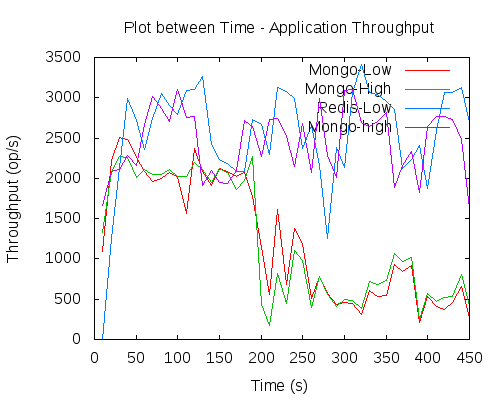 Plot between Time - Application Throughput
Throughput (op/s)
3500
3000
2500
2000
1500
1000
500
0
Mongo-Low
Mongo-High
Redis-Low
Mongo-high
0 50 100 150 200 250 300 350 400 450
Time (s)